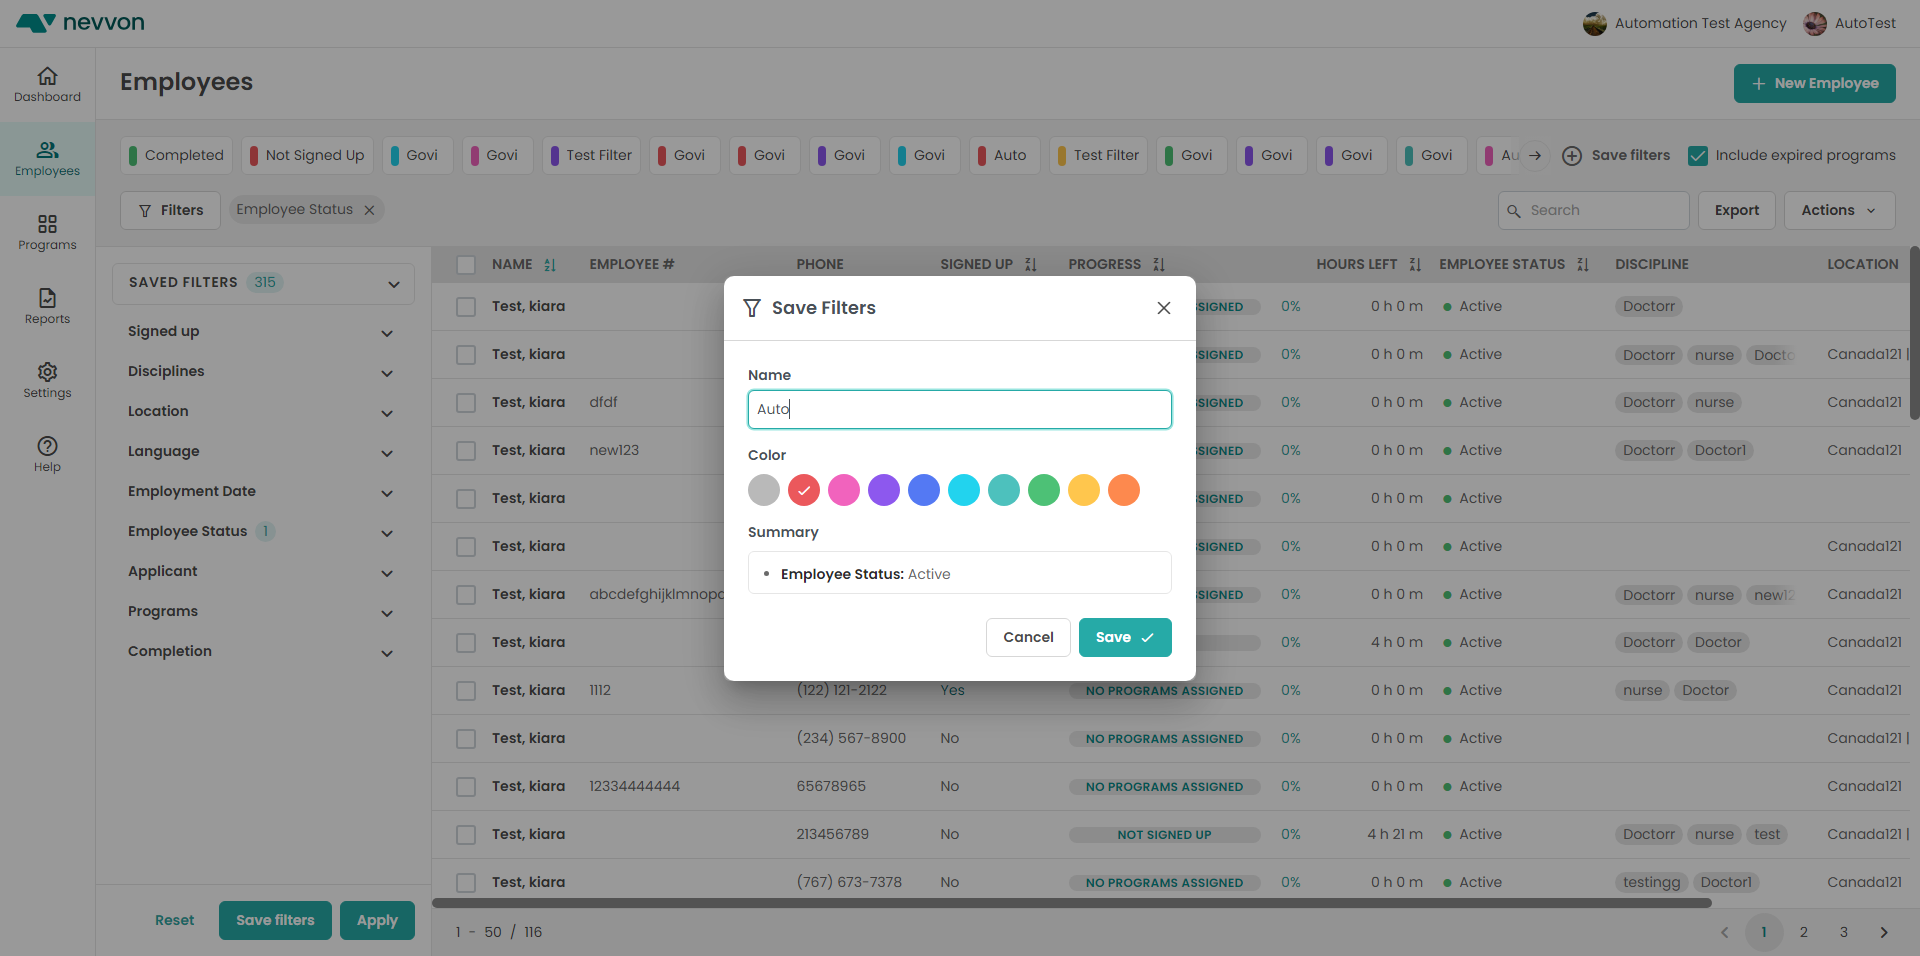 nevvon
Automation Test Agency
AutoTest
Dashboard
Employees
Programs
Reports
Settings
Help
Employees
New Employee
Completed
Not Signed Up
Govi
Govi
Test Filter
Govi
Govi
Govi
Govi
Auto
Test Filter
Govi
Govi
Govi
Govi
Au
Save filters
Include expired programs
Filters
Employee Status
Search
Export
Actions
SAVED FILTERS 315
Signed up
Disciplines
Location
Language
Employment Date
Employee Status 1
Applicant
Programs
Completion
Reset
Save filters
Apply
NAME EMPLOYEE # PHONE SIGNED UP PROGRESS HOURS LEFT EMPLOYEE STATUS DISCIPLINE LOCATION
Test, kiara SIGNED 0% 0 h 0 m Active Doctorr
Test, kiara SIGNED 0% 0 h 0 m Active Doctorr nurse Docto Canada121 |
Test, kiara dfdf SIGNED 0% 0 h 0 m Active Doctorr nurse Canada121
Test, kiara new123 SIGNED 0% 0 h 0 m Active Doctorr Doctor1 Canada121
Test, kiara SIGNED 0% 0 h 0 m Active
Test, kiara SIGNED 0% 0 h 0 m Active Canada121
Test, kiara abcdefghijklmnopq SIGNED 0% 0 h 0 m Active Doctorr nurse new12 Canada121
Test, kiara 0% 4 h 0 m Active Doctorr Doctor Canada121
Test, kiara 1112 (122) 121-2122 Yes NO PROGRAMS ASSIGNED 0% 0 h 0 m Active nurse Doctor Canada121
Test, kiara (234) 567-8900 No NO PROGRAMS ASSIGNED 0% 0 h 0 m Active Canada121 |
Test, kiara 12334444444 65678965 No NO PROGRAMS ASSIGNED 0% 0 h 0 m Active Canada121
Test, kiara 213456789 No NOT SIGNED UP 0% 4 h 21 m Active Doctorr nurse test Canada121 |
Test, kiara (767) 673-7378 No NO PROGRAMS ASSIGNED 0% 0 h 0 m Active testingg Doctor1 Canada121
1 - 50 / 116
1 2 3
Save Filters
Name
Auto
Color
Summary
Employee Status: Active
Cancel
Save